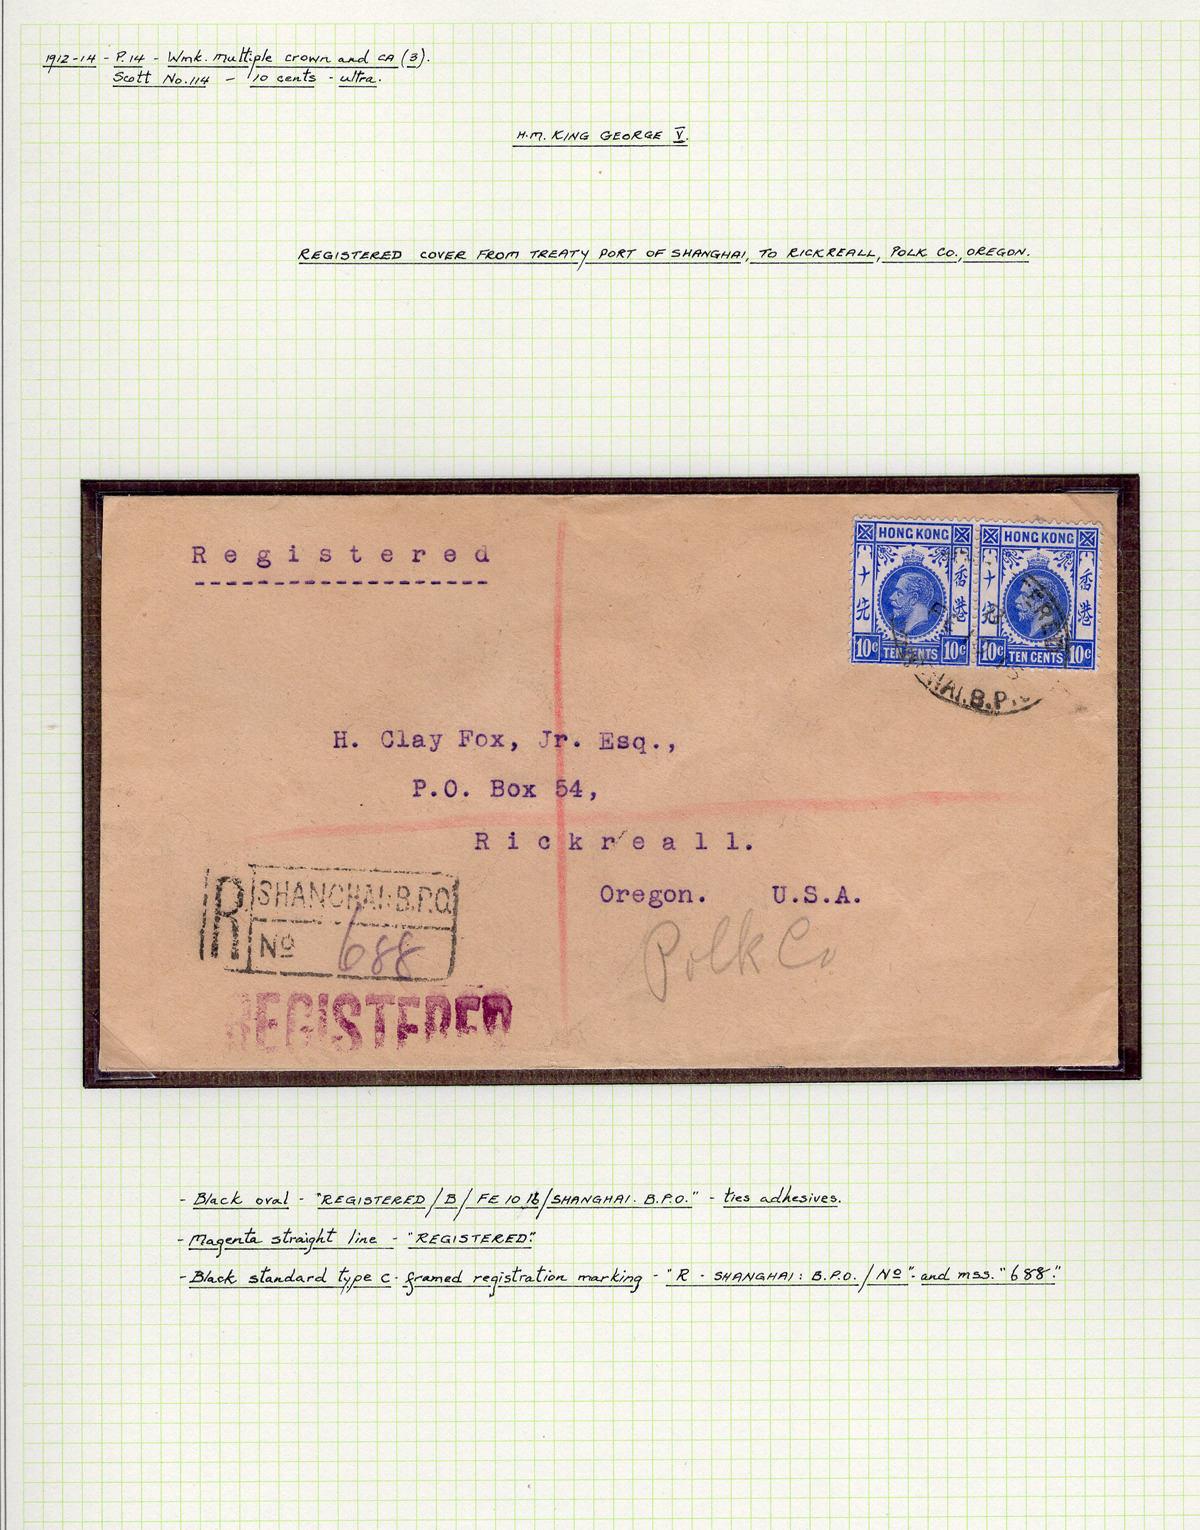 1912-14 - P.14 - Wmk. multiple crown and CA (3).
Scott No.114 - 10 cents - ultra.
H.M. KING GEORGE V.
REGISTERED COVER FROM TREATY PORT OF SHANGHAI, TO RICKREALL, POLK CO., OREGON.
Registered
HONG KONG
HONG KONG
十 香
先 港
十 香
先 港
10c TEN CENTS 10c
10c TEN CENTS 10c
HAI.B.P.
H. Clay Fox, Jr. Esq.,
P.O. Box 54,
Rickreall.
Oregon. U.S.A.
R SHANGHAI:B.P.O.
No 688
Polk Co
REGISTERED
- Black oval - "REGISTERED/B/FE 10 16/SHANGHAI. B.P.O." - ties adhesives.
- Magenta straight line - "REGISTERED."
- Black standard type C - framed registration marking - "R - SHANGHAI: B.P.O./No" - and mss. "688."